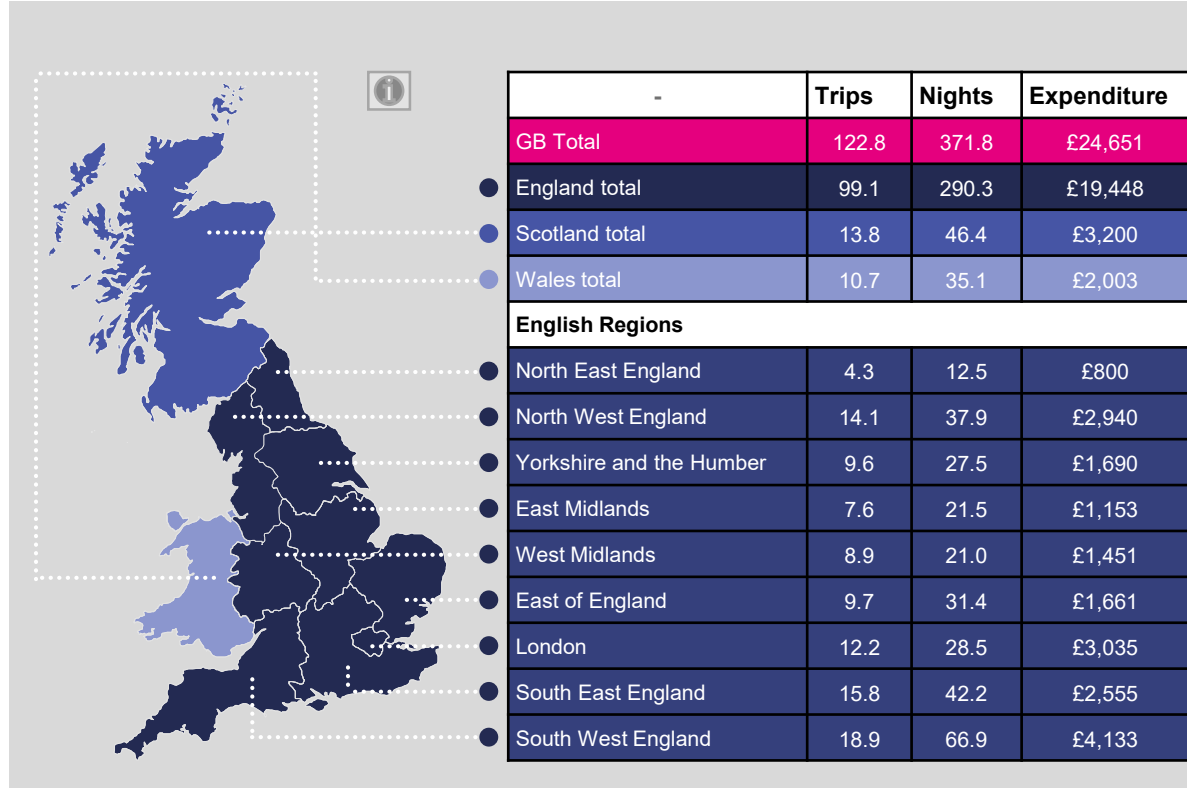 - Trips Nights Expenditure
GB Total 122.8 371.8 £24,651
England total 99.1 290.3 £19,448
Scotland total 13.8 46.4 £3,200
Wales total 10.7 35.1 £2,003
English Regions
North East England 4.3 12.5 £800
North West England 14.1 37.9 £2,940
Yorkshire and the Humber 9.6 27.5 £1,690
East Midlands 7.6 21.5 £1,153
West Midlands 8.9 21.0 £1,451
East of England 9.7 31.4 £1,661
London 12.2 28.5 £3,035
South East England 15.8 42.2 £2,555
South West England 18.9 66.9 £4,133